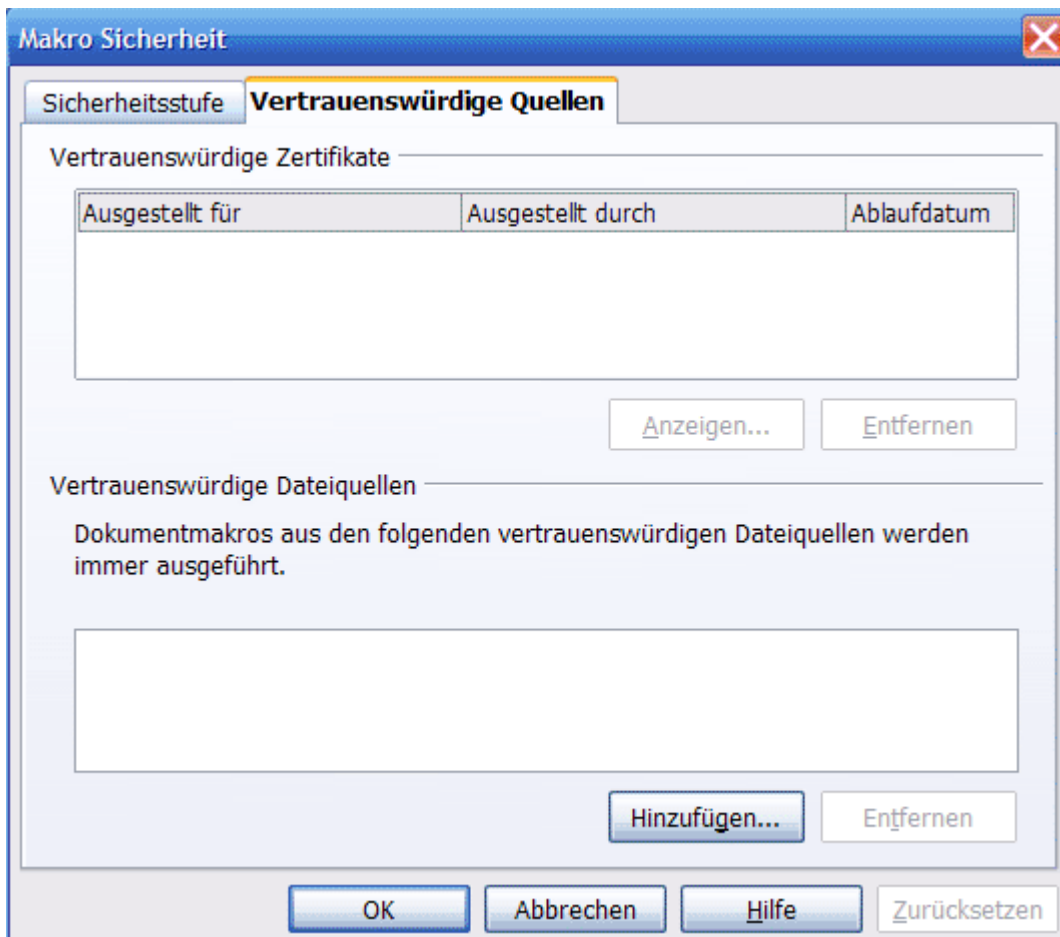 Makro Sicherheit
Sicherheitsstufe Vertrauenswürdige Quellen
Vertrauenswürdige Zertifikate
Ausgestellt für Ausgestellt durch Ablaufdatum
Anzeigen... Entfernen
Vertrauenswürdige Dateiquellen
Dokumentmakros aus den folgenden vertrauenswürdigen Dateiquellen werden
immer ausgeführt.
Hinzufügen... Entfernen
OK Abbrechen Hilfe Zurücksetzen